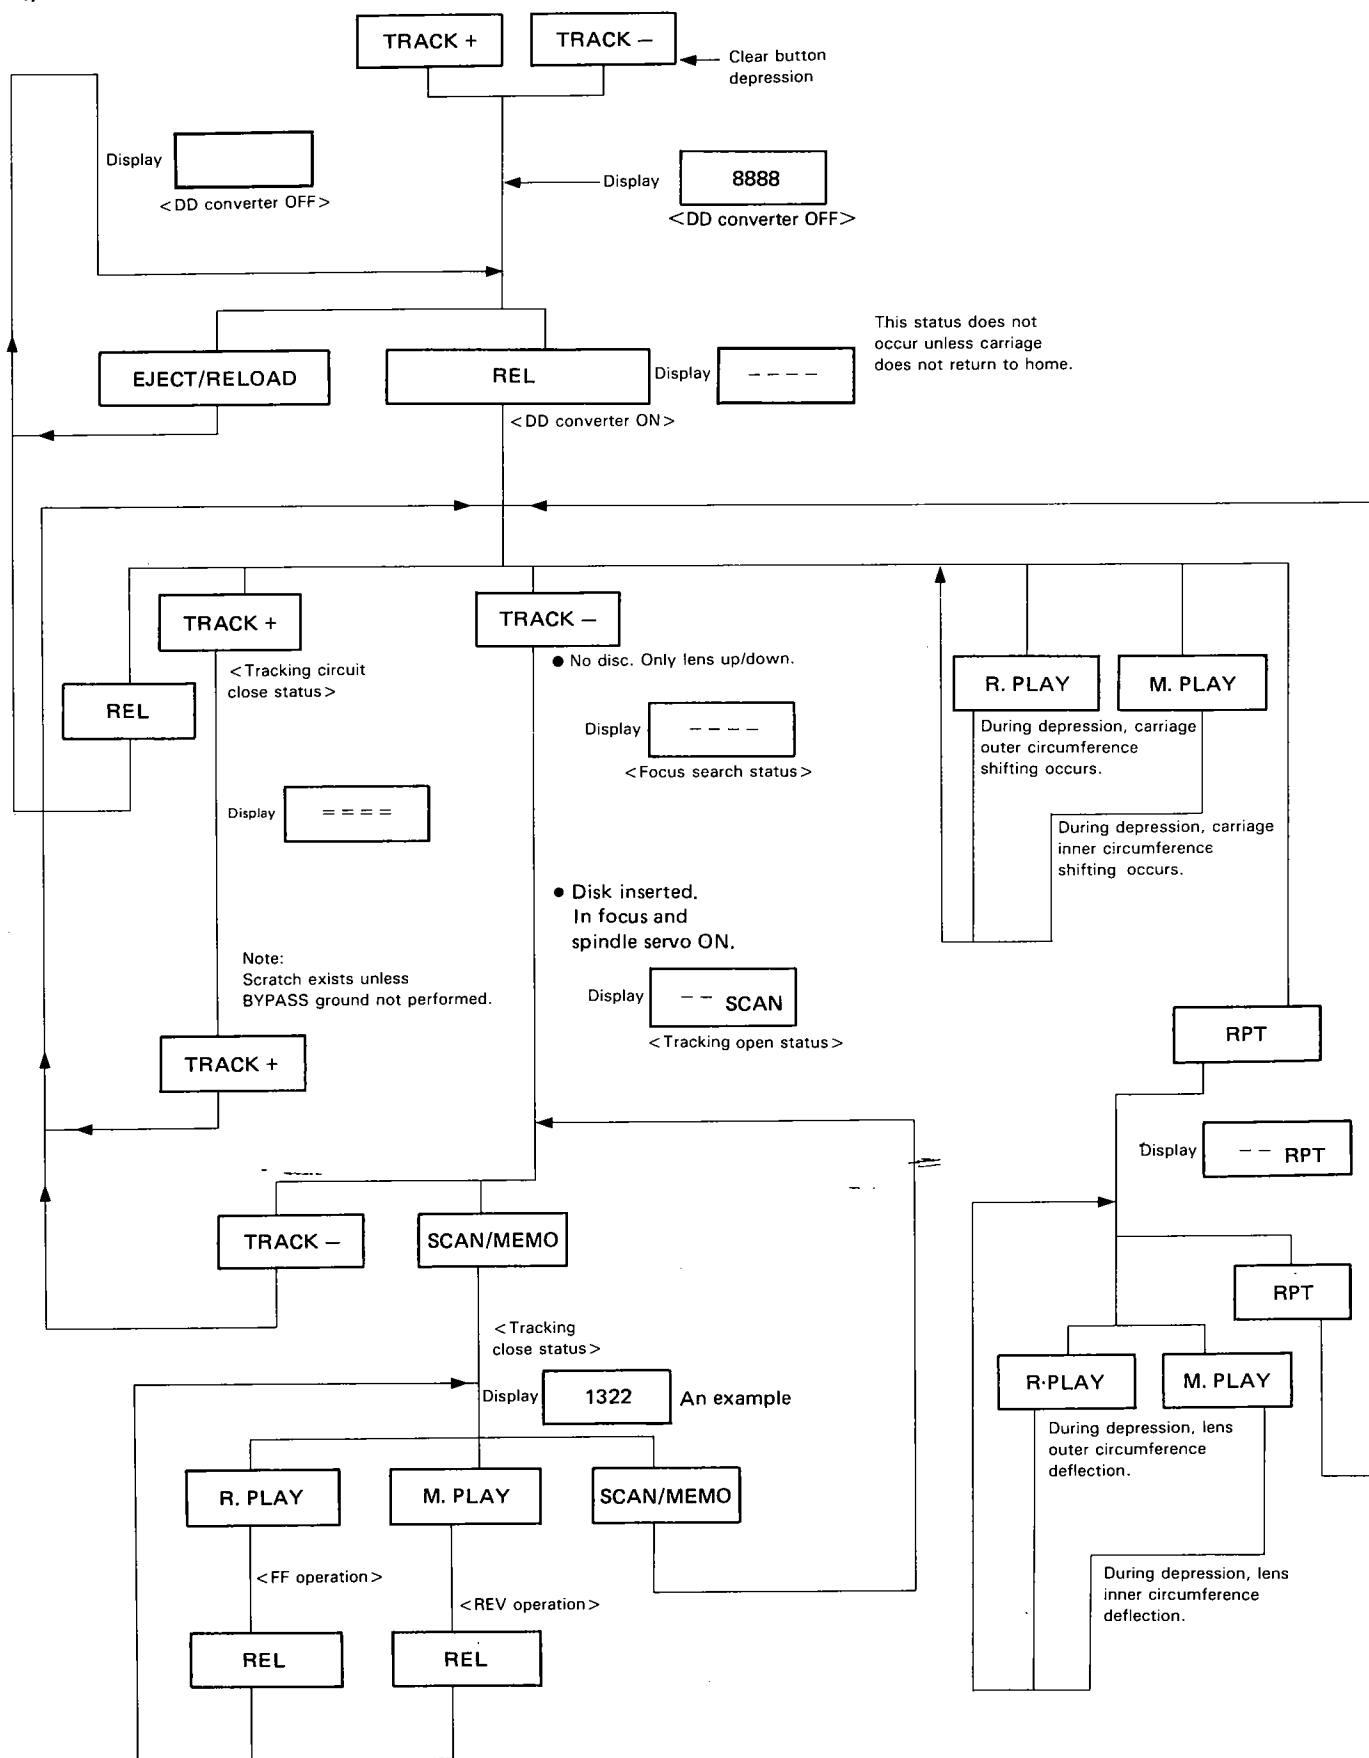 TRACK + TRACK −
Clear button
depression
Display
<DD converter OFF>
Display 8888
<DD converter OFF>
This status does not
occur unless carriage
does not return to home.
EJECT/RELOAD REL Display − − − −
<DD converter ON>
TRACK + TRACK −
<Tracking circuit
close status>
● No disc. Only lens up/down.
REL
R. PLAY M. PLAY
Display − − − −
<Focus search status>
During depression, carriage
outer circumference
shifting occurs.
Display = = = =
During depression, carriage
inner circumference
shifting occurs.
● Disk inserted.
In focus and
spindle servo ON.
Note:
Scratch exists unless
BYPASS ground not performed.
Display − − SCAN
<Tracking open status>
RPT
TRACK +
Display − − RPT
TRACK − SCAN/MEMO
RPT
<Tracking
close status>
R·PLAY M. PLAY
Display 1322 An example
During depression, lens
outer circumference
deflection.
R. PLAY M. PLAY SCAN/MEMO
<FF operation>
<REV operation>
During depression, lens
inner circumference
deflection.
REL REL